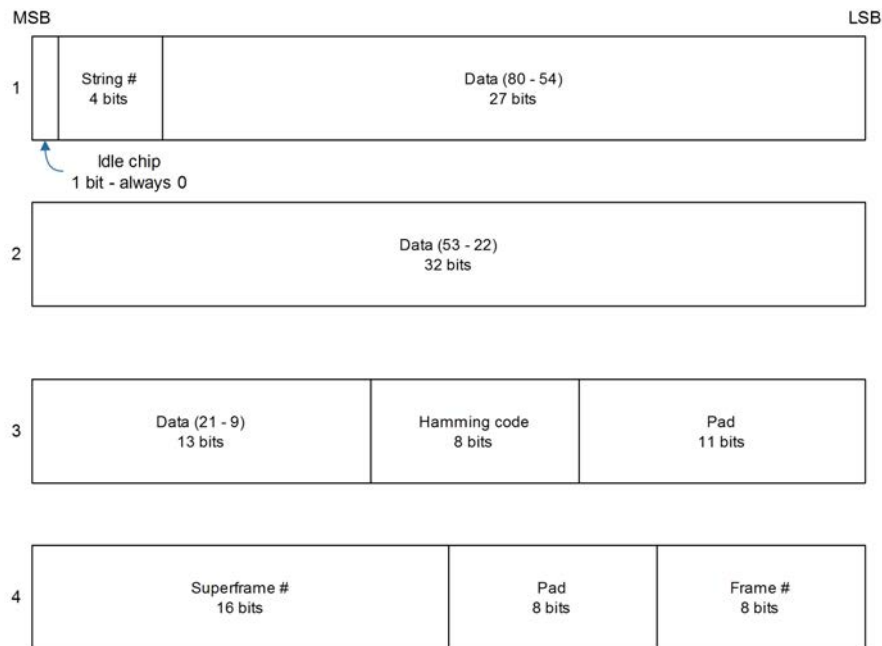 MSB LSB
1
String #
4 bits
Data (80 - 54)
27 bits
Idle chip
1 bit - always 0
2
Data (53 - 22)
32 bits
3
Data (21 - 9)
13 bits
Hamming code
8 bits
Pad
11 bits
4
Superframe #
16 bits
Pad
8 bits
Frame #
8 bits